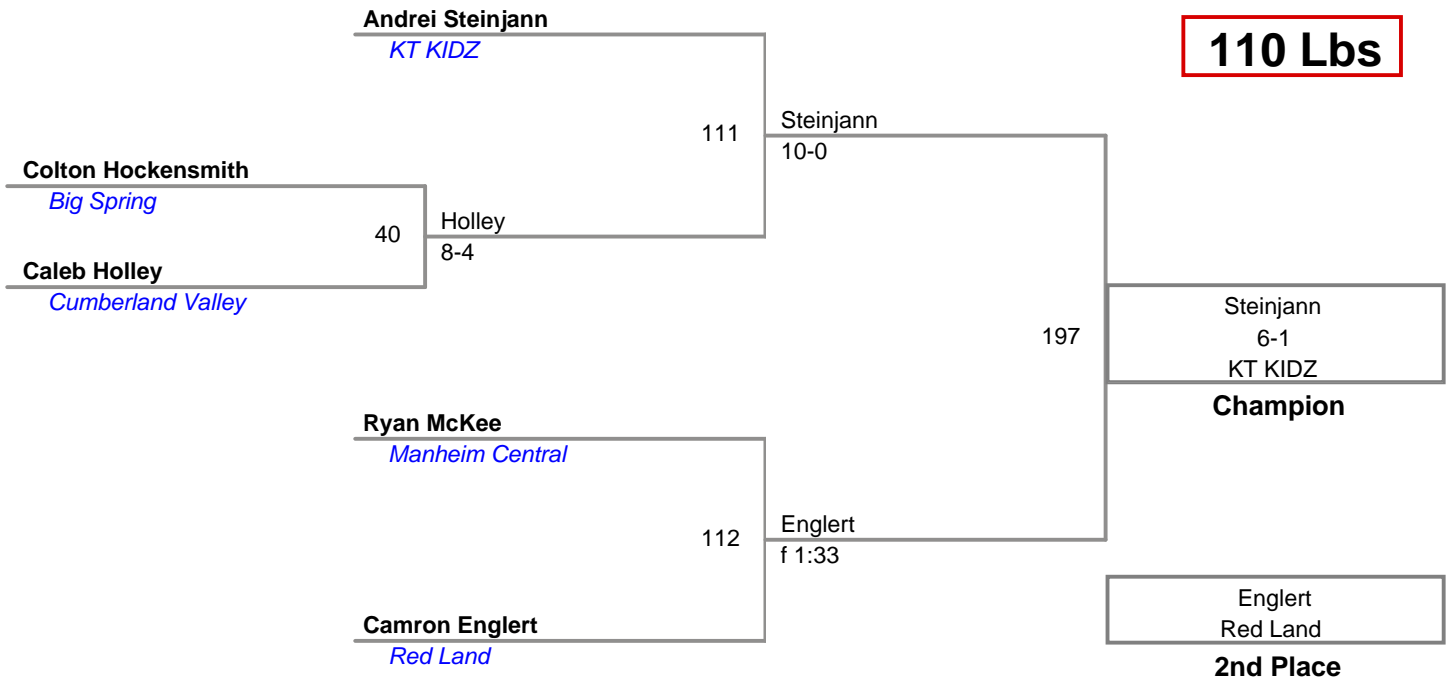 Andrei Steinjann
KT KIDZ
110 Lbs
111
Steinjann
10-0
Colton Hockensmith
Big Spring
40
Holley
8-4
Caleb Holley
Cumberland Valley
197
Steinjann
6-1
KT KIDZ
Champion
Ryan McKee
Manheim Central
112
Englert
f 1:33
Camron Englert
Red Land
Englert
Red Land
2nd Place